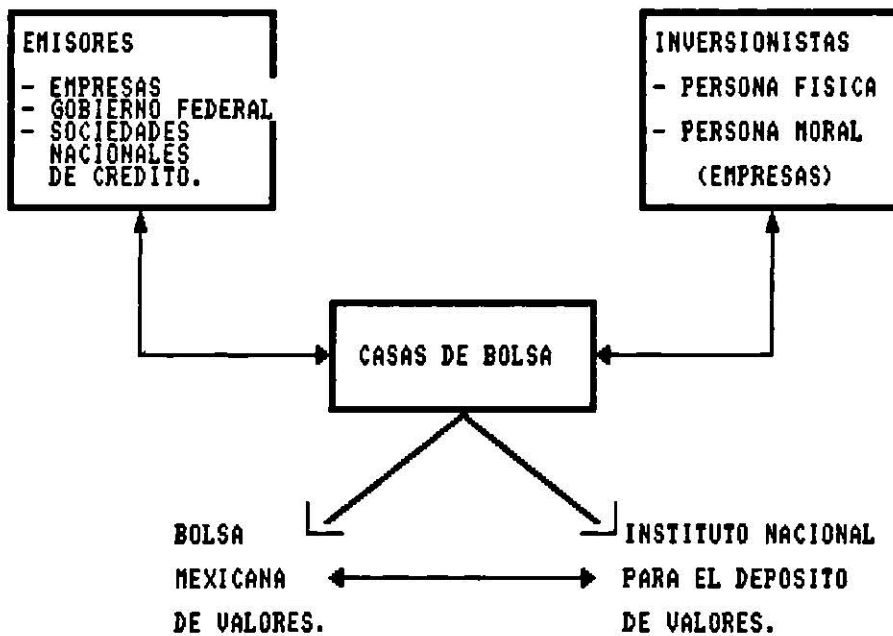 EMISORES
- EMPRESAS
- GOBIERNO FEDERAL
- SOCIEDADES
NACIONALES
DE CREDITO.
INVERSIONISTAS
- PERSONA FISICA
- PERSONA MORAL
(EMPRESAS)
CASAS DE BOLSA
BOLSA
MEXICANA
DE VALORES.
INSTITUTO NACIONAL
PARA EL DEPOSITO
DE VALORES.